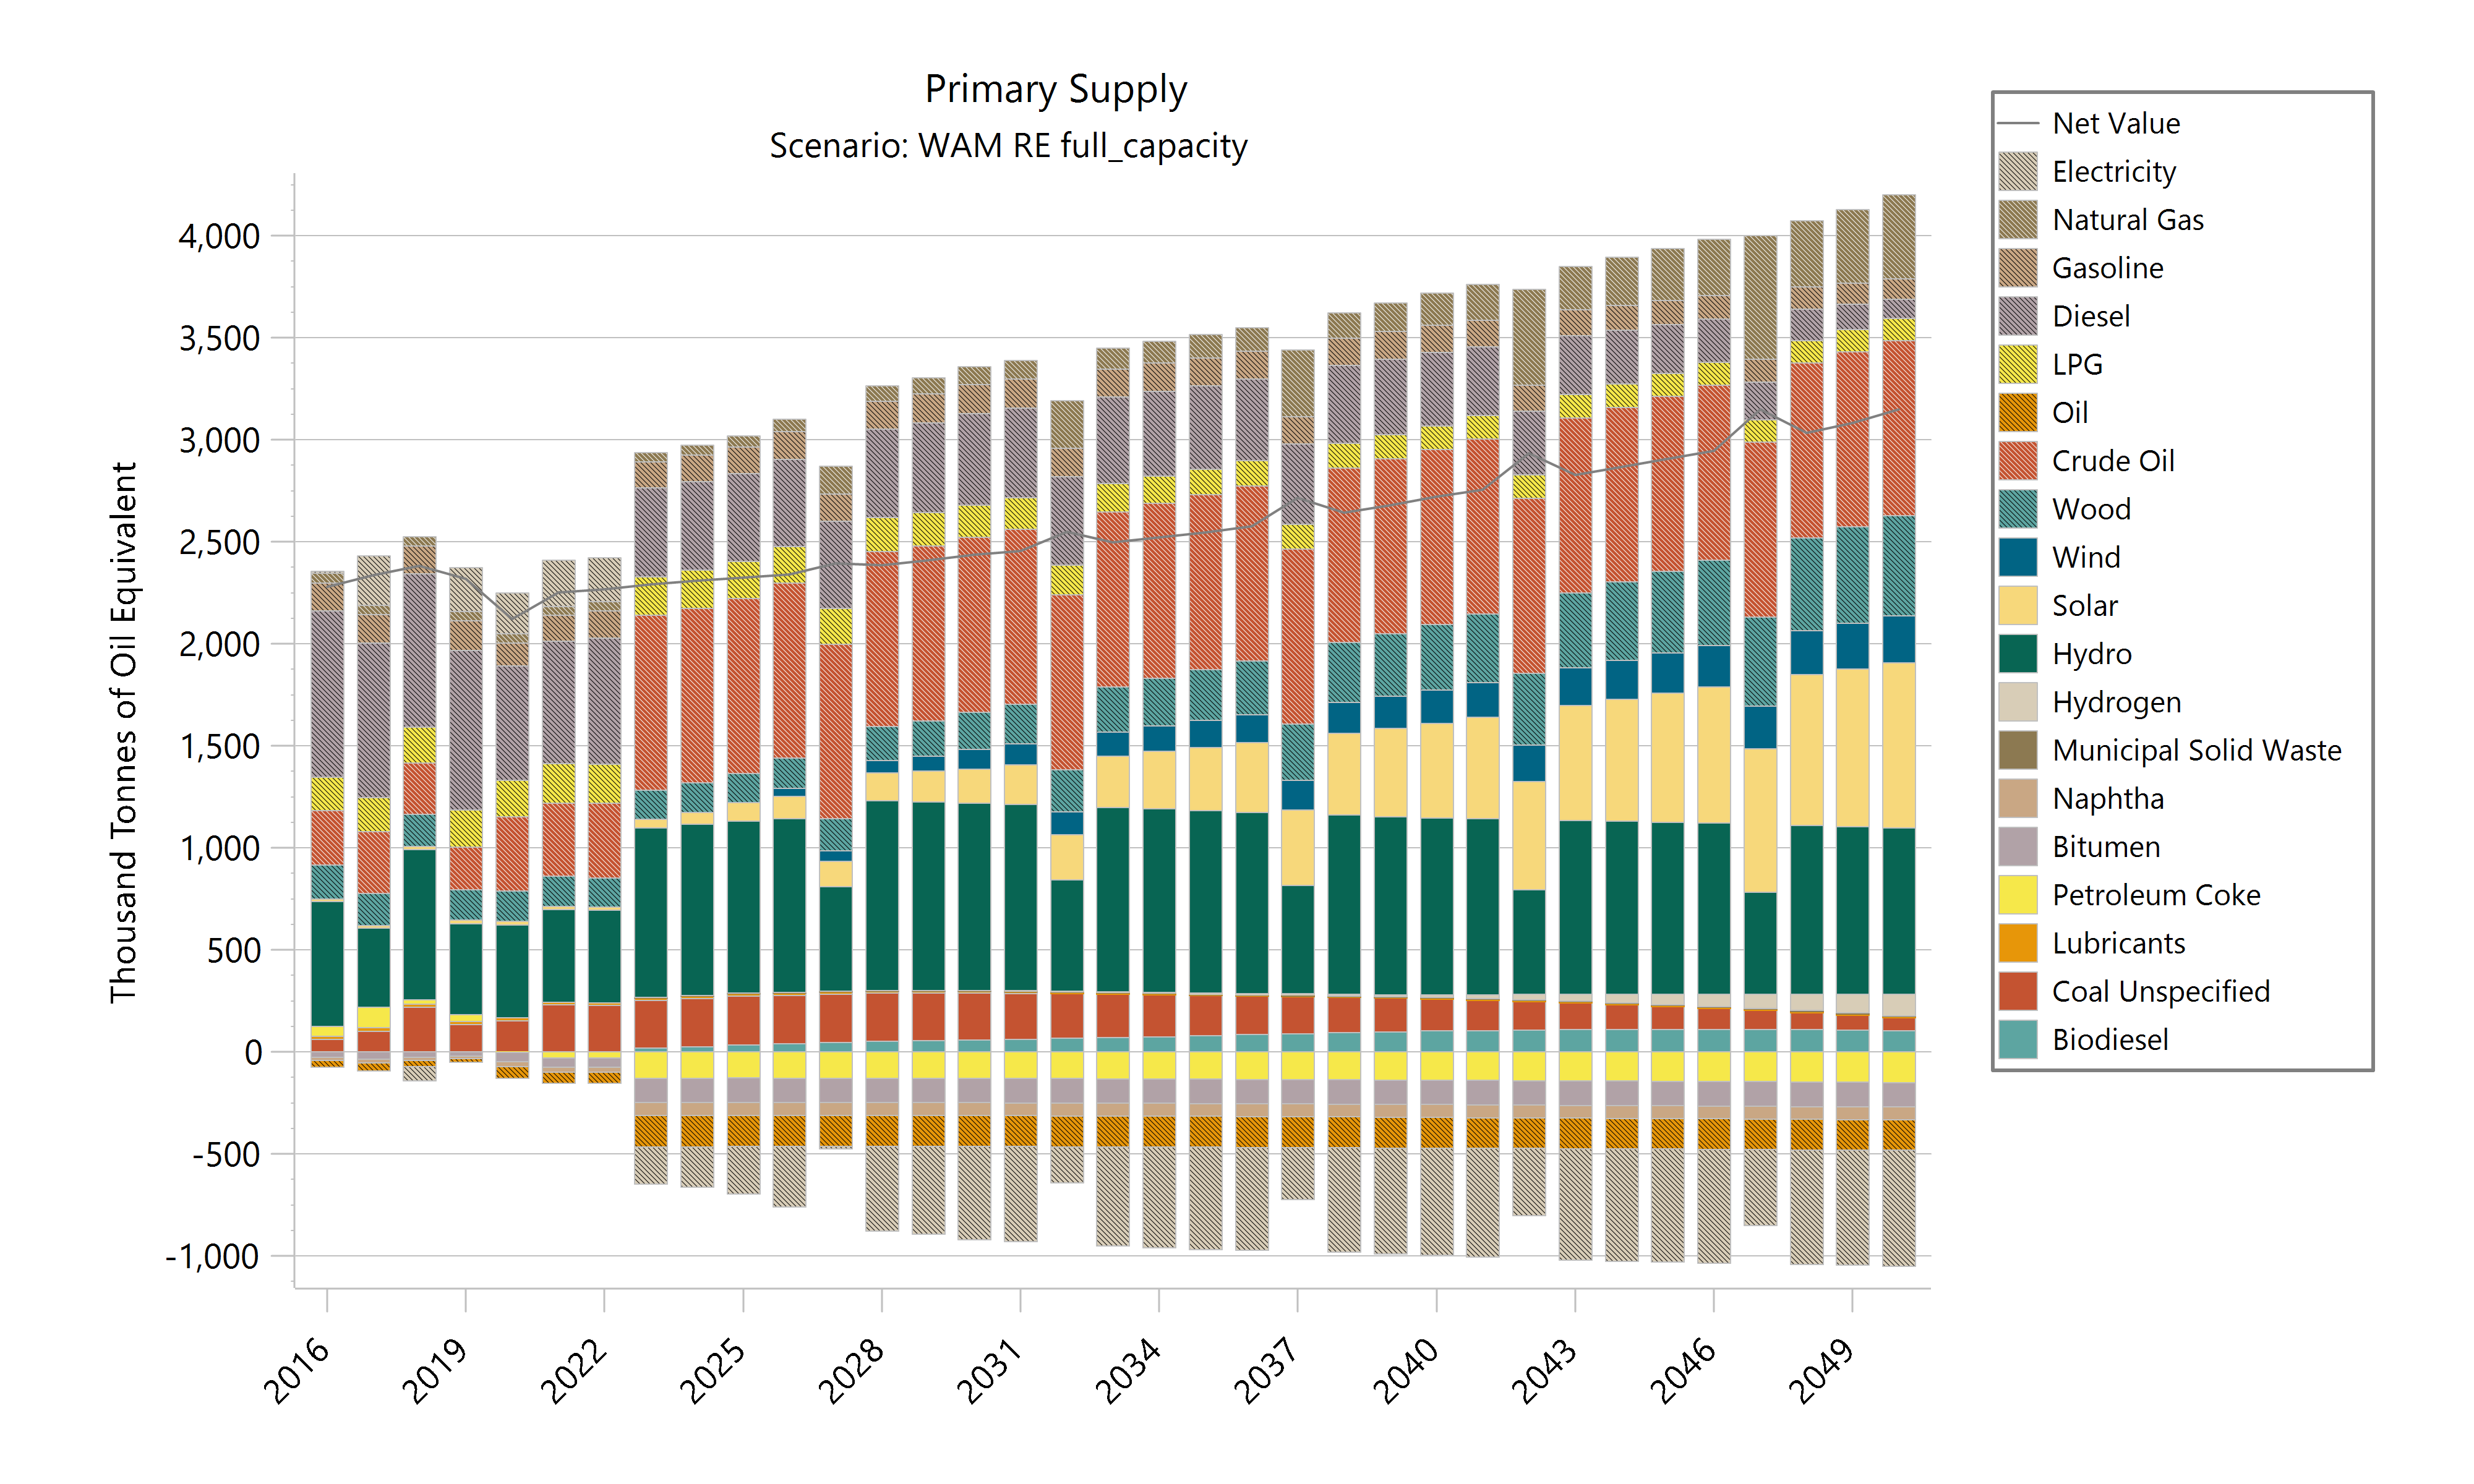 Primary Supply
Scenario: WAM RE full_capacity
Thousand Tonnes of Oil Equivalent
4,000
3,500
3,000
2,500
2,000
1,500
1,000
500
0
-500
-1,000
2016
2019
2022
2025
2028
2031
2034
2037
2040
2043
2046
2049
Net Value
Electricity
Natural Gas
Gasoline
Diesel
LPG
Oil
Crude Oil
Wood
Wind
Solar
Hydro
Hydrogen
Municipal Solid Waste
Naphtha
Bitumen
Petroleum Coke
Lubricants
Coal Unspecified
Biodiesel